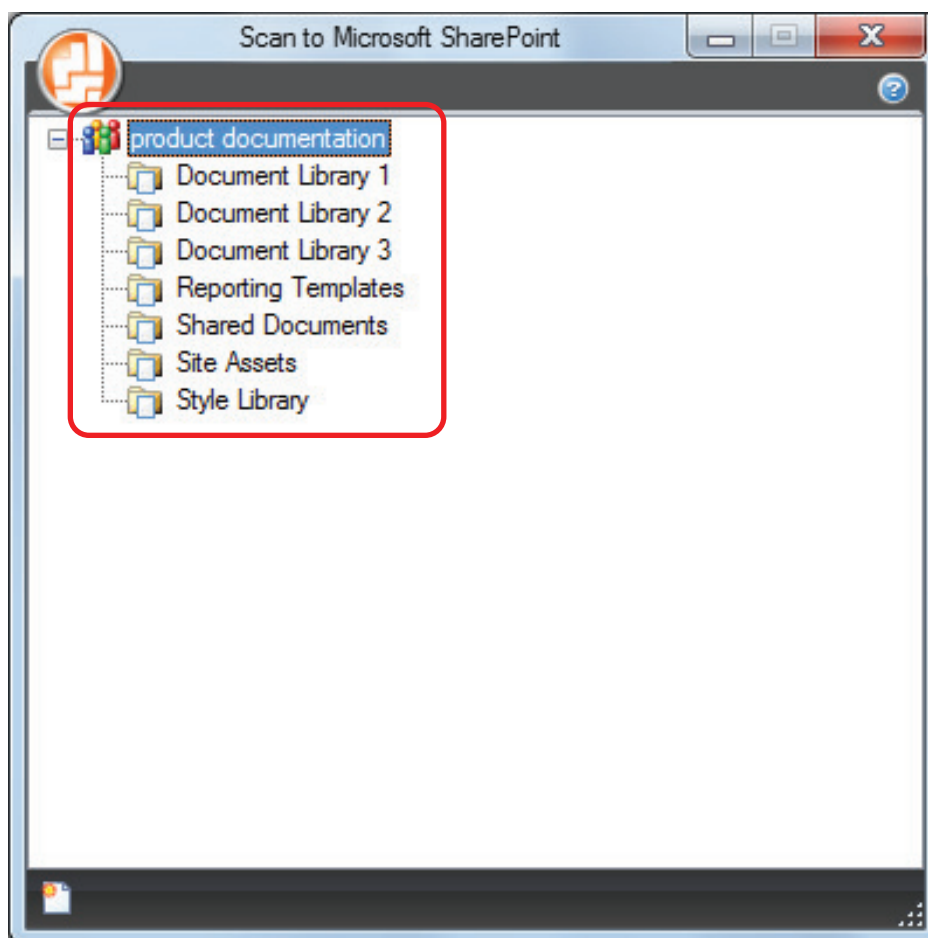 Scan to Microsoft SharePoint
product documentation
Document Library 1
Document Library 2
Document Library 3
Reporting Templates
Shared Documents
Site Assets
Style Library